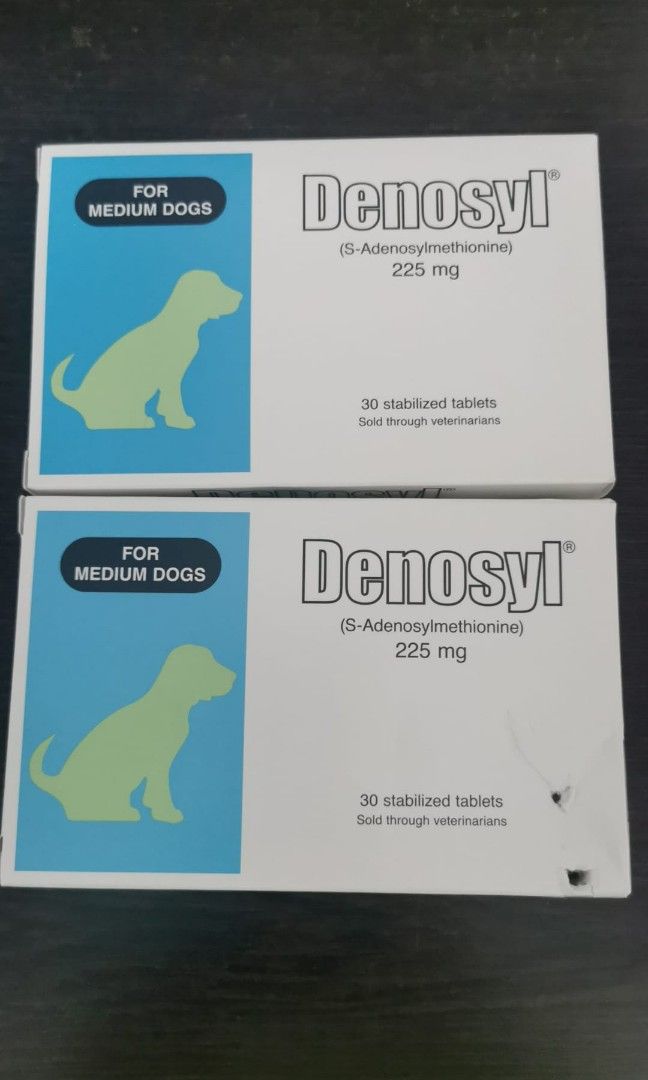 FOR
MEDIUM DOGS
Denosyl®
(S-Adenosylmethionine)
225 mg
30 stabilized tablets
Sold through veterinarians
FOR
MEDIUM DOGS
Denosyl®
(S-Adenosylmethionine)
225 mg
30 stabilized tablets
Sold through veterinarians